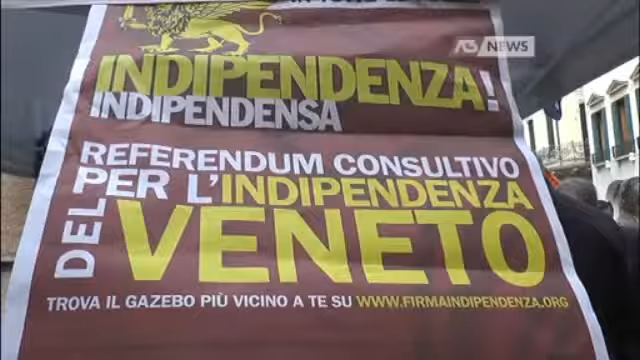 A3 NEWS
INDIPENDENZA!
INDIPENDENSA
REFERENDUM CONSULTIVO
PER L'INDIPENDENZA
DEL VENETO
TROVA IL GAZEBO PIÙ VICINO A TE SU WWW.FIRMAINDIPENDENZA.ORG